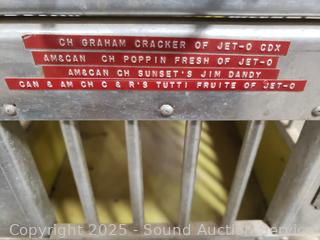 CH GRAHAM CRACKER OF JET-O CDX
AM&CAN CH POPPIN FRESH OF JET-O
AM&CAN CH SUNSET'S JIM DANDY
CAN & AM CH C & R'S TUTTI FRUITE OF JET-O
Copyright 2025 - Sound Auction Service